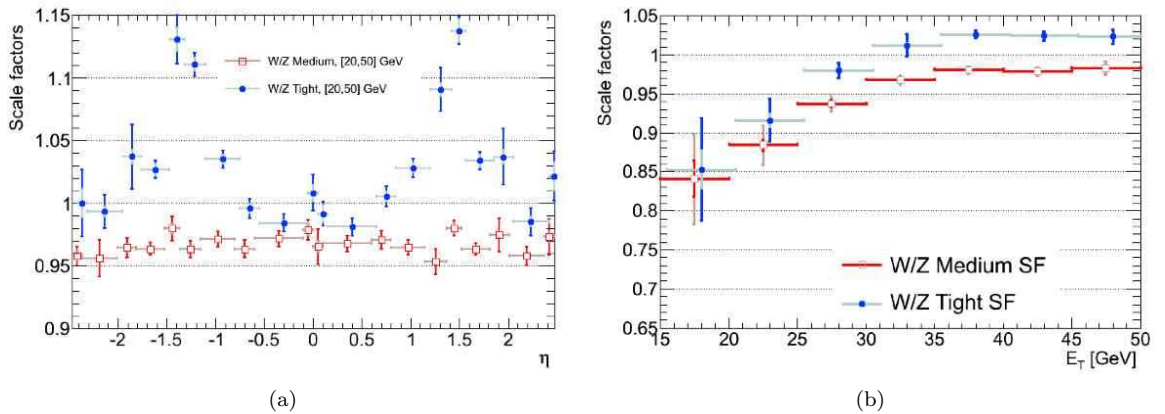 Scale factors
1.15
1.1
1.05
1
0.95
0.9
W/Z Medium, [20,50] GeV
W/Z Tight, [20,50] GeV
-2 -1.5 -1 -0.5 0 0.5 1 1.5 2
η
(a)
Scale factors
1.05
1
0.95
0.9
0.85
0.8
0.75
0.7
0.65
W/Z Medium SF
W/Z Tight SF
15 20 25 30 35 40 45 50
E_T [GeV]
(b)